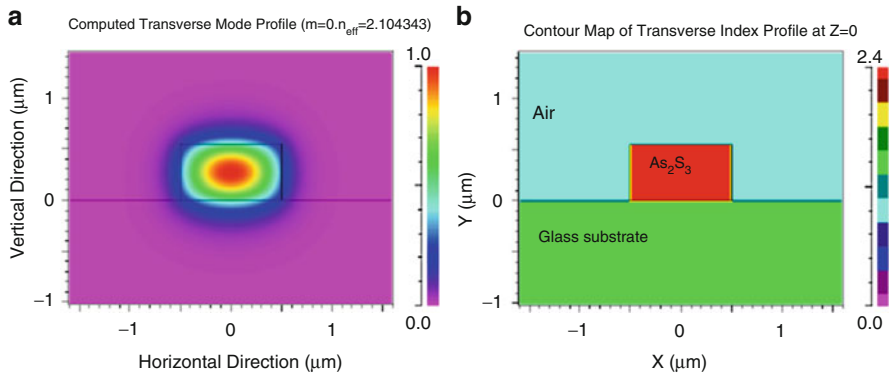 a
Computed Transverse Mode Profile (m=0.neff=2.104343)
1.0
Vertical Direction (μm)
1
0
−1
0.0
−1
0
1
Horizontal Direction (μm)
b
Contour Map of Transverse Index Profile at Z=0
2.4
Y (μm)
1
0
−1
Air
As2S3
Glass substrate
0.0
−1
0
1
X (μm)